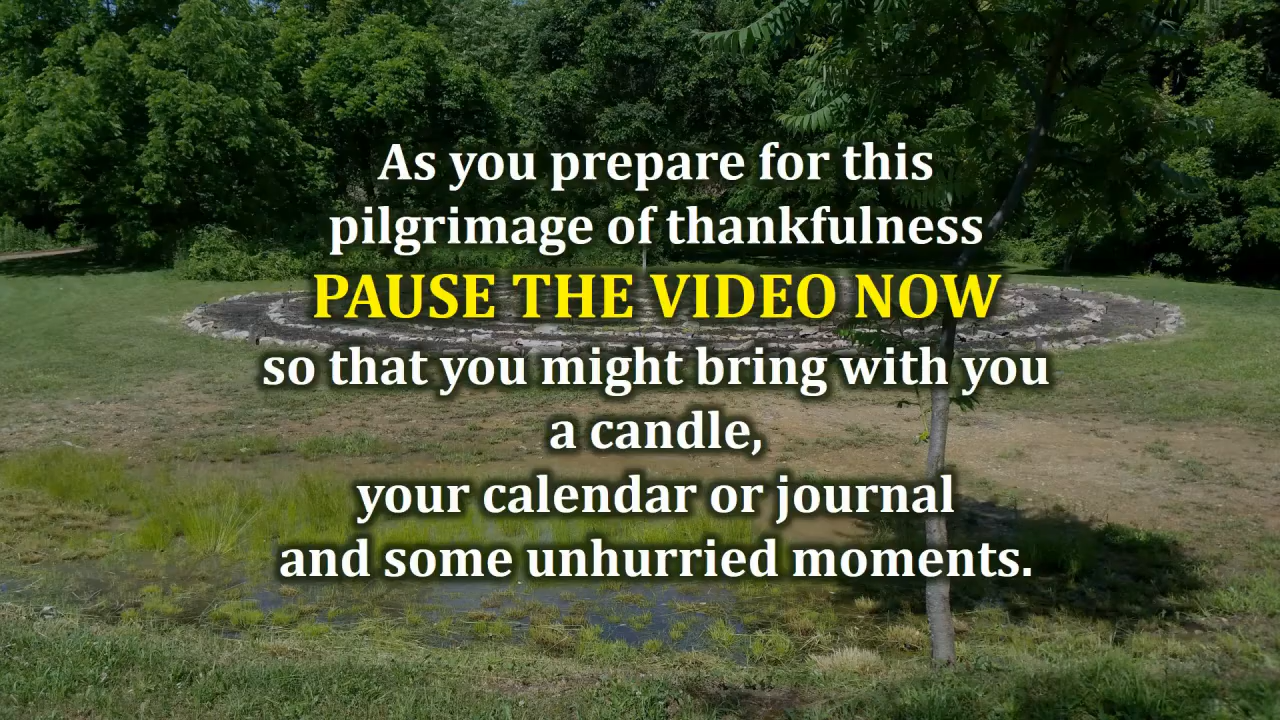 As you prepare for this
pilgrimage of thankfulness
PAUSE THE VIDEO NOW
so that you might bring with you
a candle,
your calendar or journal
and some unhurried moments.